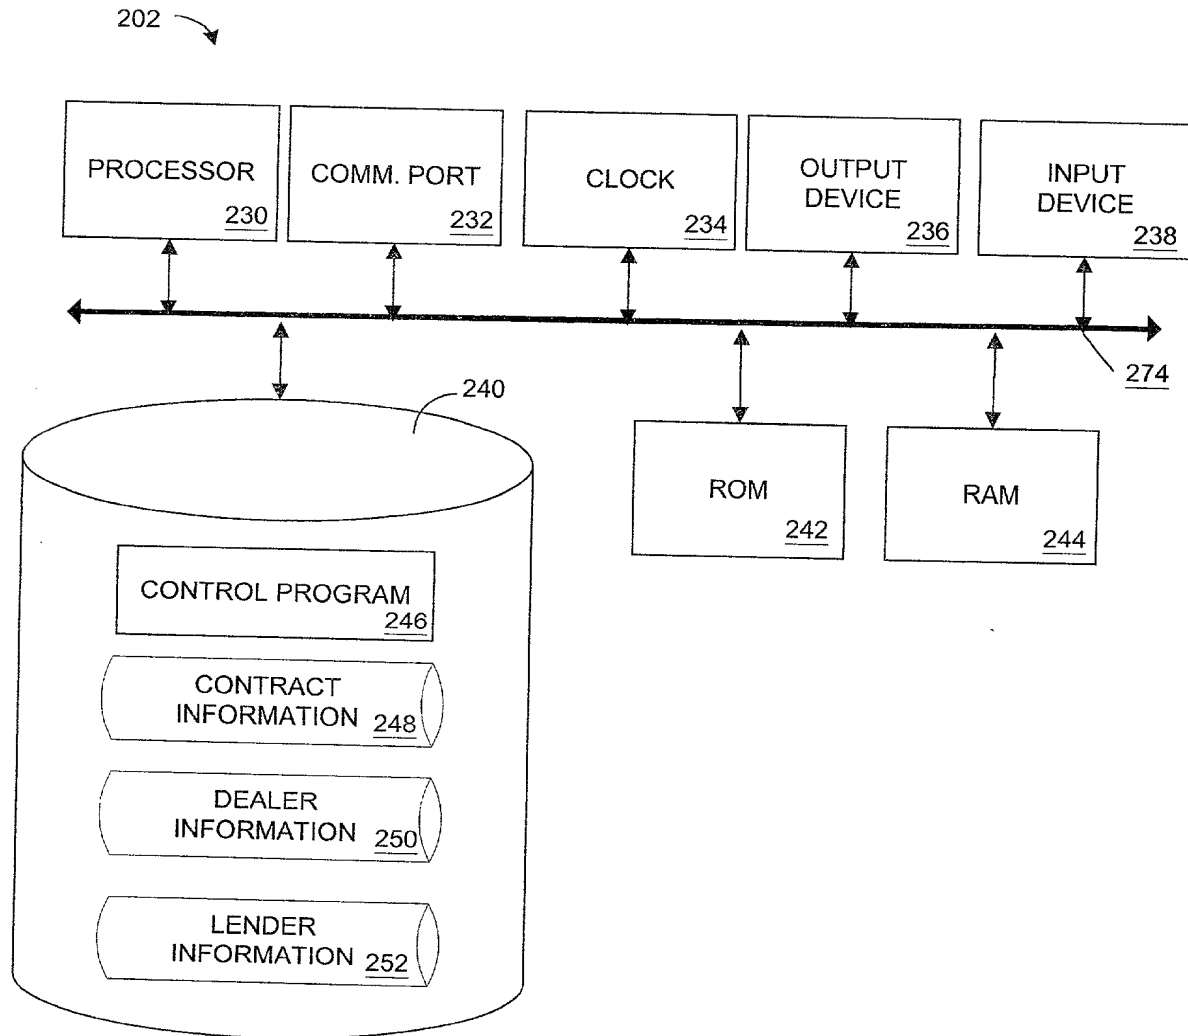 202
PROCESSOR
230
COMM. PORT
232
CLOCK
234
OUTPUT
DEVICE
236
INPUT
DEVICE
238
274
240
ROM
242
RAM
244
CONTROL PROGRAM
246
CONTRACT
INFORMATION
248
DEALER
INFORMATION
250
LENDER
INFORMATION
252